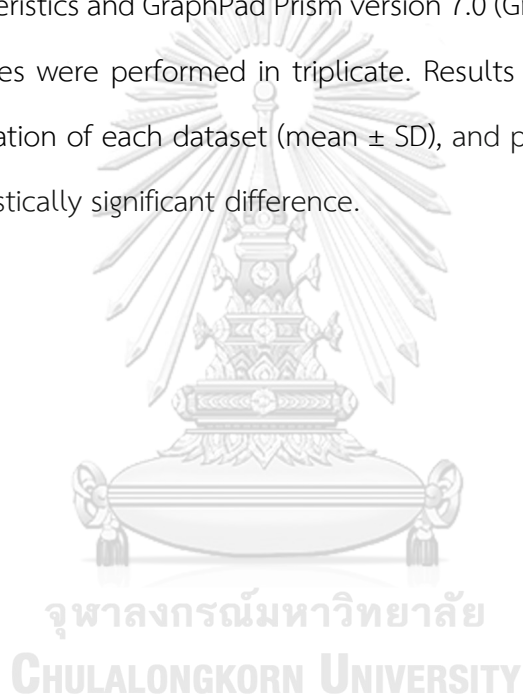 eristics and GraphPad Prism version 7.0 (G
es were performed in triplicate. Results
ation of each dataset (mean ± SD), and p
stically significant difference.
จุฬาลงกรณ์มหาวิทยาลัย
CHULALONGKORN UNIVERSITY